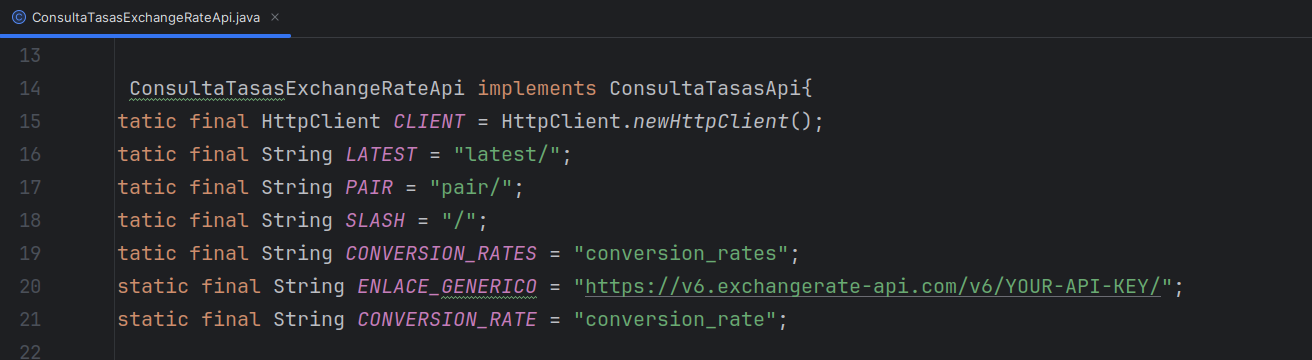 ConsultaTasasExchangeRateApi.java
13
14 ConsultaTasasExchangeRateApi implements ConsultaTasasApi{
15 tatic final HttpClient CLIENT = HttpClient.newHttpClient();
16 tatic final String LATEST = "latest/";
17 tatic final String PAIR = "pair/";
18 tatic final String SLASH = "/";
19 tatic final String CONVERSION_RATES = "conversion_rates";
20 static final String ENLACE_GENERICO = "https://v6.exchangerate-api.com/v6/YOUR-API-KEY/";
21 static final String CONVERSION_RATE = "conversion_rate";
22